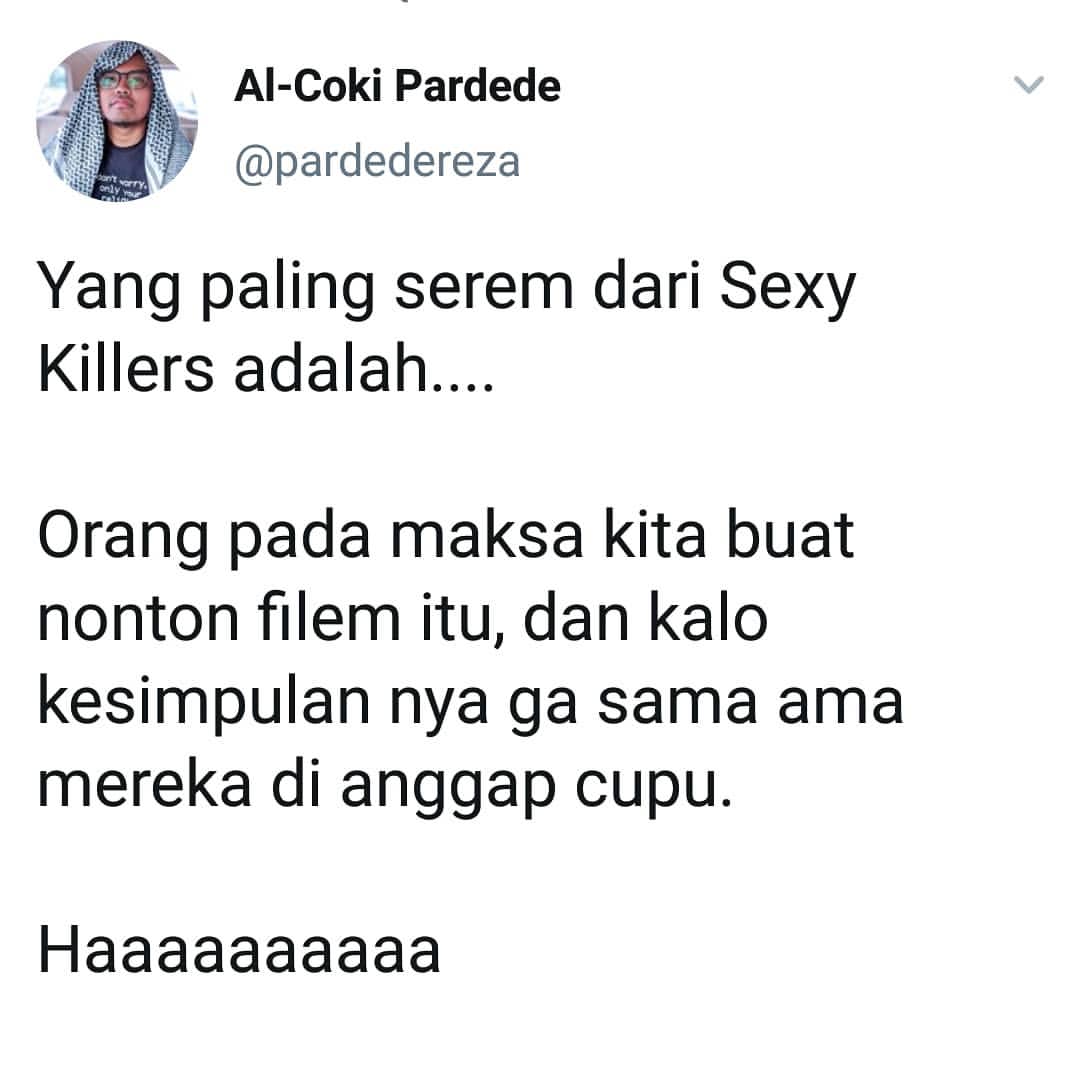 Al-Coki Pardede
@pardedereza
Yang paling serem dari Sexy
Killers adalah....
Orang pada maksa kita buat
nonton filem itu, dan kalo
kesimpulan nya ga sama ama
mereka di anggap cupu.
Haaaaaaaaaa